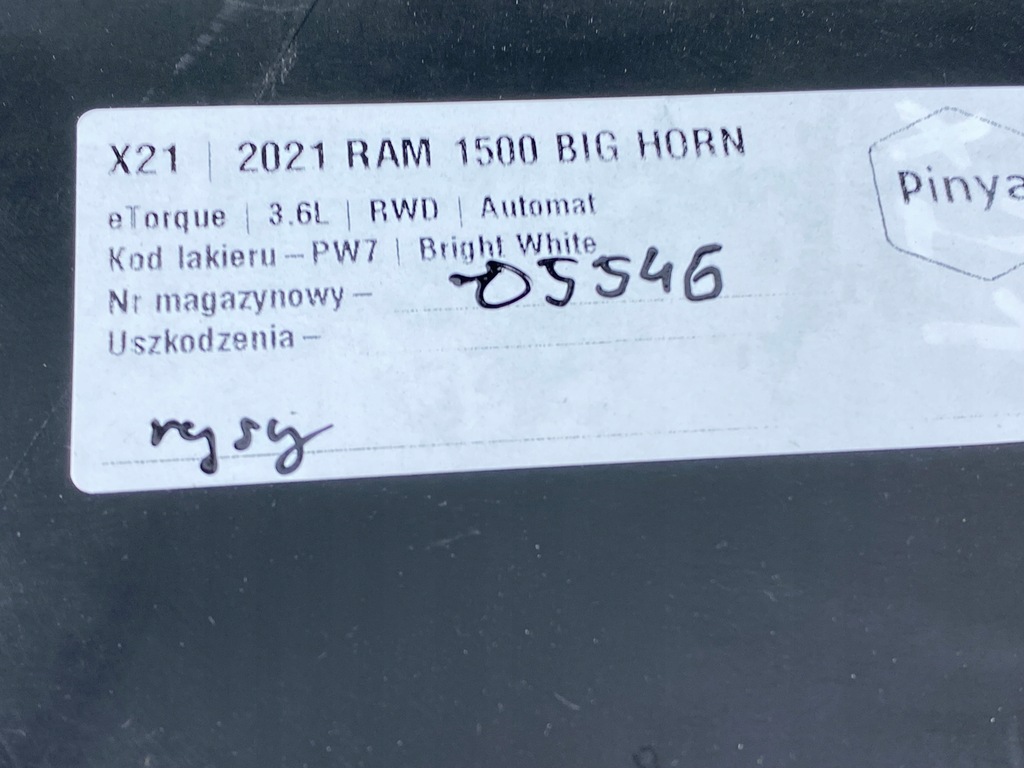 X21 | 2021 RAM 1500 BIG HORN
Pinya
eTorque | 3.6L | RWD | Automat
Kod lakieru – PW7 | Bright White
Nr magazynowy – 05546
Uszkodzenia –
rysy